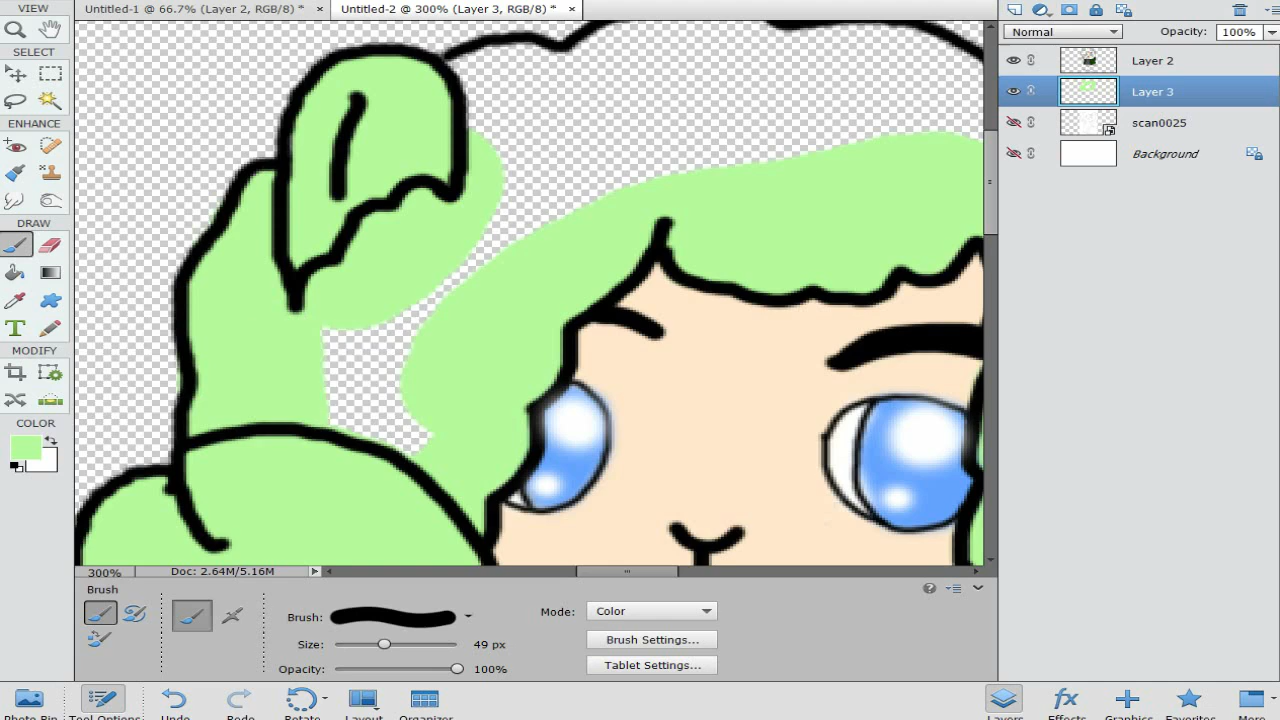 VIEW
Untitled-1 @ 66.7% (Layer 2, RGB/8) * ×
Untitled-2 @ 300% (Layer 3, RGB/8) * ×
SELECT
ENHANCE
DRAW
T
MODIFY
COLOR
Normal
Opacity: 100%
Layer 2
Layer 3
scan0025
Background
300%
Doc: 2.64M/5.16M
Brush
Brush:
Size:
49 px
Opacity:
100%
Mode:
Color
Brush Settings...
Tablet Settings...
Photo Bin
Tool Options
Undo
Redo
Rotate
Layout
Organizer
Layers
fx
Effects
Graphics
Favorites
More